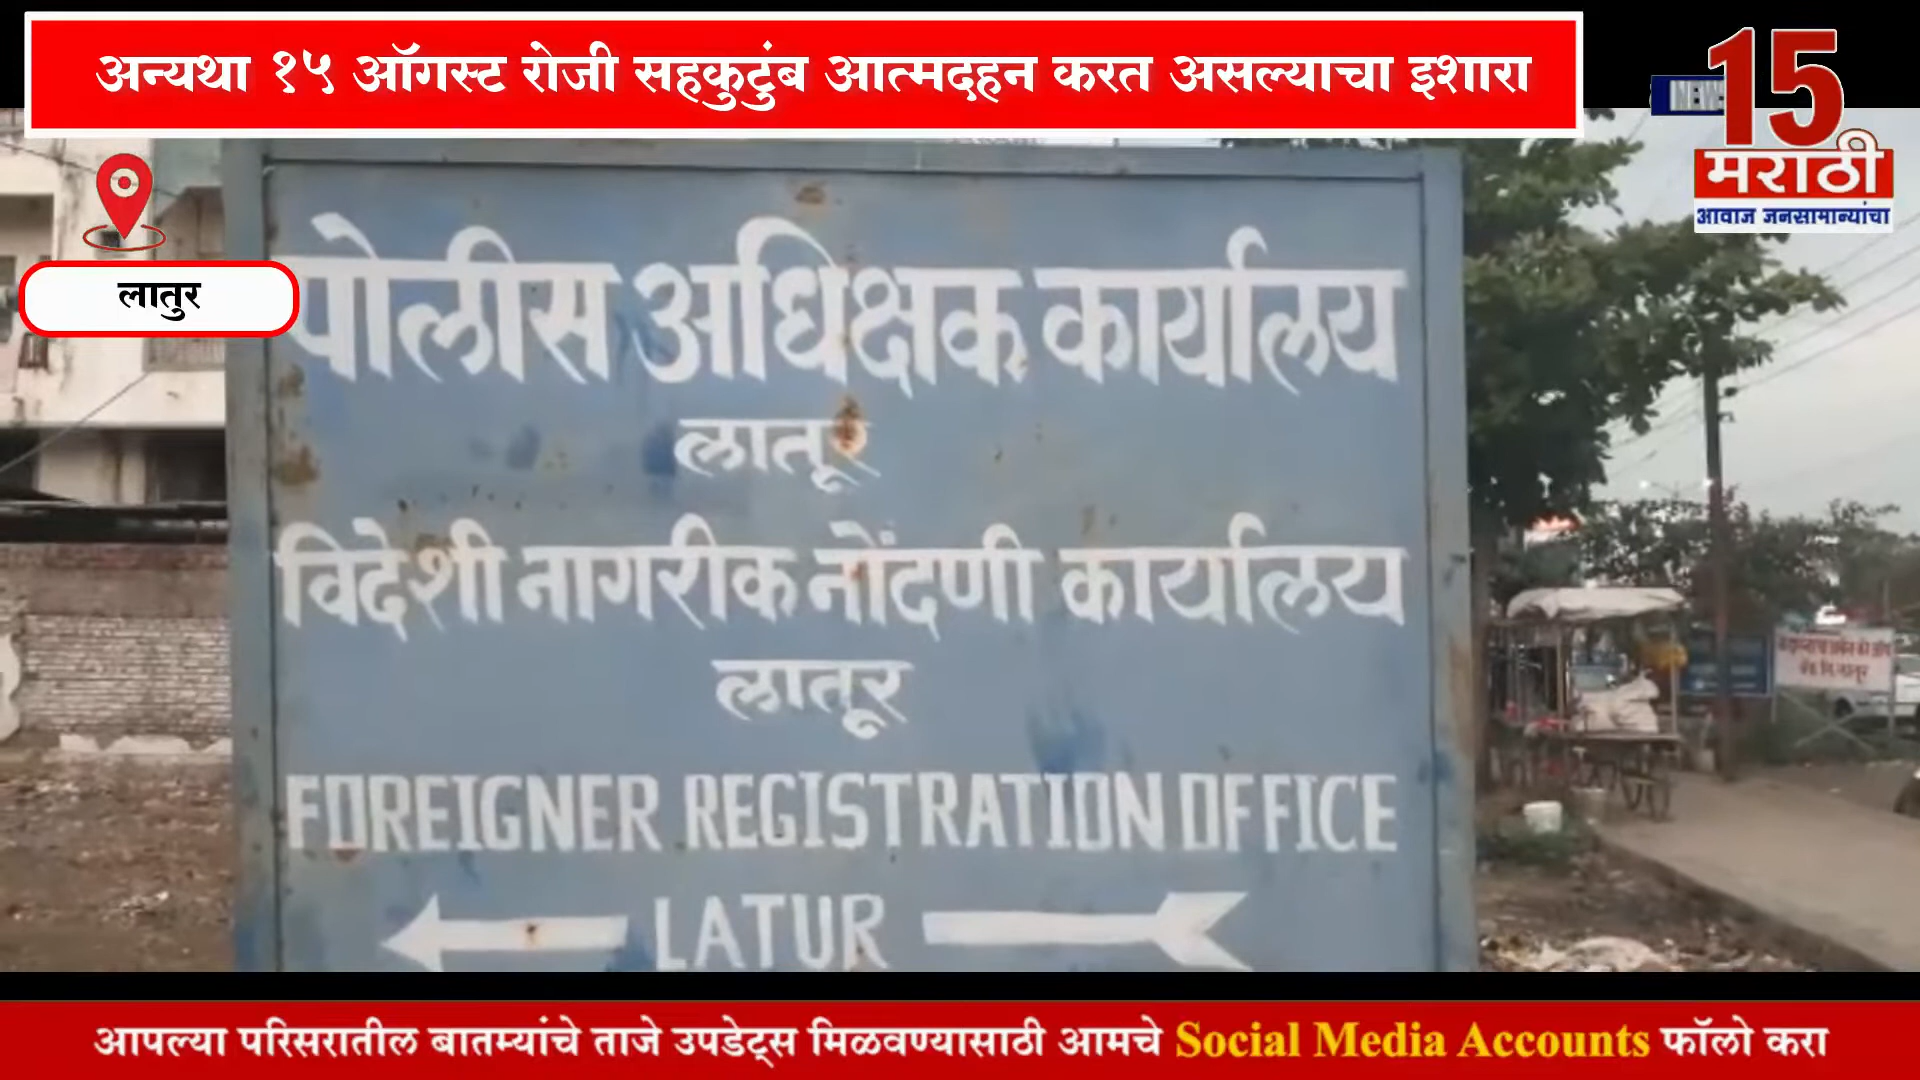 अन्यथा १५ ऑगस्ट रोजी सहकुटुंब आत्मदहन करत असल्याचा इशारा
NEWS
15
मराठी
आवाज जनसामान्यांचा
लातुर
पोलीस अधिक्षक कार्यालय
लातूर
विदेशी नागरीक नोंदणी कार्यालय
लातूर
FOREIGNER REGISTRATION OFFICE
LATUR
आपल्या परिसरातील बातम्यांचे ताजे उपडेट्स मिळवण्यासाठी आमचे Social Media Accounts फॉलो करा